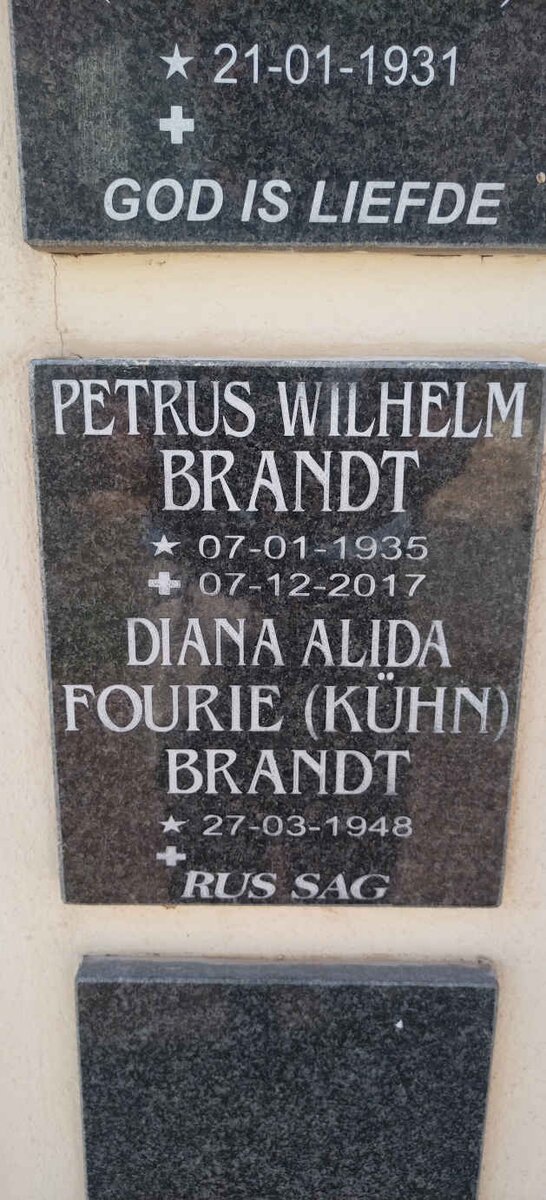 ★ 21-01-1931
✚
GOD IS LIEFDE
PETRUS WILHELM
BRANDT
★ 07-01-1935
✚ 07-12-2017
DIANA ALIDA
FOURIE (KÜHN)
BRANDT
★ 27-03-1948
✚
RUS SAG